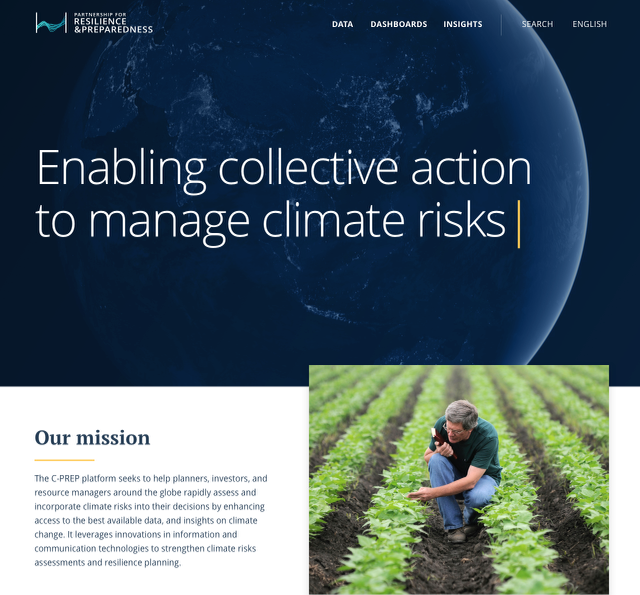 PARTNERSHIP FOR
RESILIENCE
&PREPAREDNESS
DATA DASHBOARDS INSIGHTS SEARCH ENGLISH
Enabling collective action
to manage climate risks
Our mission
The C-PREP platform seeks to help planners, investors, and
resource managers around the globe rapidly assess and
incorporate climate risks into their decisions by enhancing
access to the best available data, and insights on climate
change. It leverages innovations in information and
communication technologies to strengthen climate risks
assessments and resilience planning.